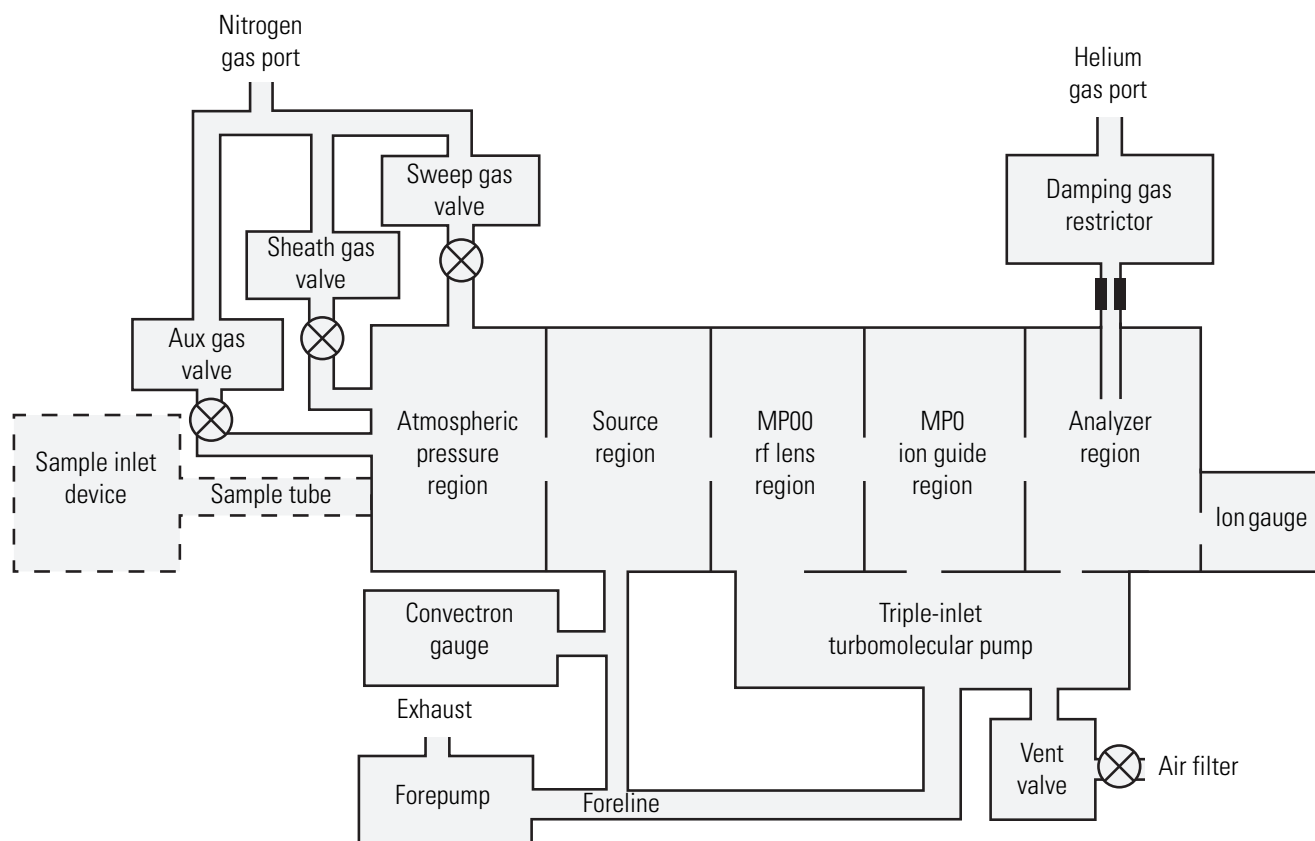 Nitrogen
gas port
Helium
gas port
Sweep gas
valve
Damping gas
restrictor
Sheath gas
valve
Aux gas
valve
Sample inlet
device
Sample tube
Atmospheric
pressure
region
Source
region
MP00
rf lens
region
MP0
ion guide
region
Analyzer
region
Ion gauge
Convectron
gauge
Triple-inlet
turbomolecular pump
Exhaust
Forepump
Foreline
Vent
valve
Air filter